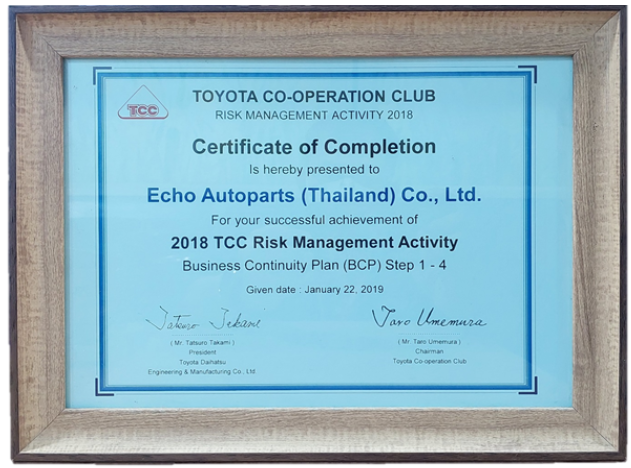 TCC
TOYOTA CO-OPERATION CLUB
RISK MANAGEMENT ACTIVITY 2018
Certificate of Completion
Is hereby presented to
Echo Autoparts (Thailand) Co., Ltd.
For your successful achievement of
2018 TCC Risk Management Activity
Business Continuity Plan (BCP) Step 1 - 4
Given date : January 22, 2019
Tatsuro Takami
Taro Umemura
( Mr. Tatsuro Takami )
President
Toyota Daihatsu
Engineering & Manufacturing Co., Ltd
( Mr. Taro Umemura )
Chairman
Toyota Co-operation Club